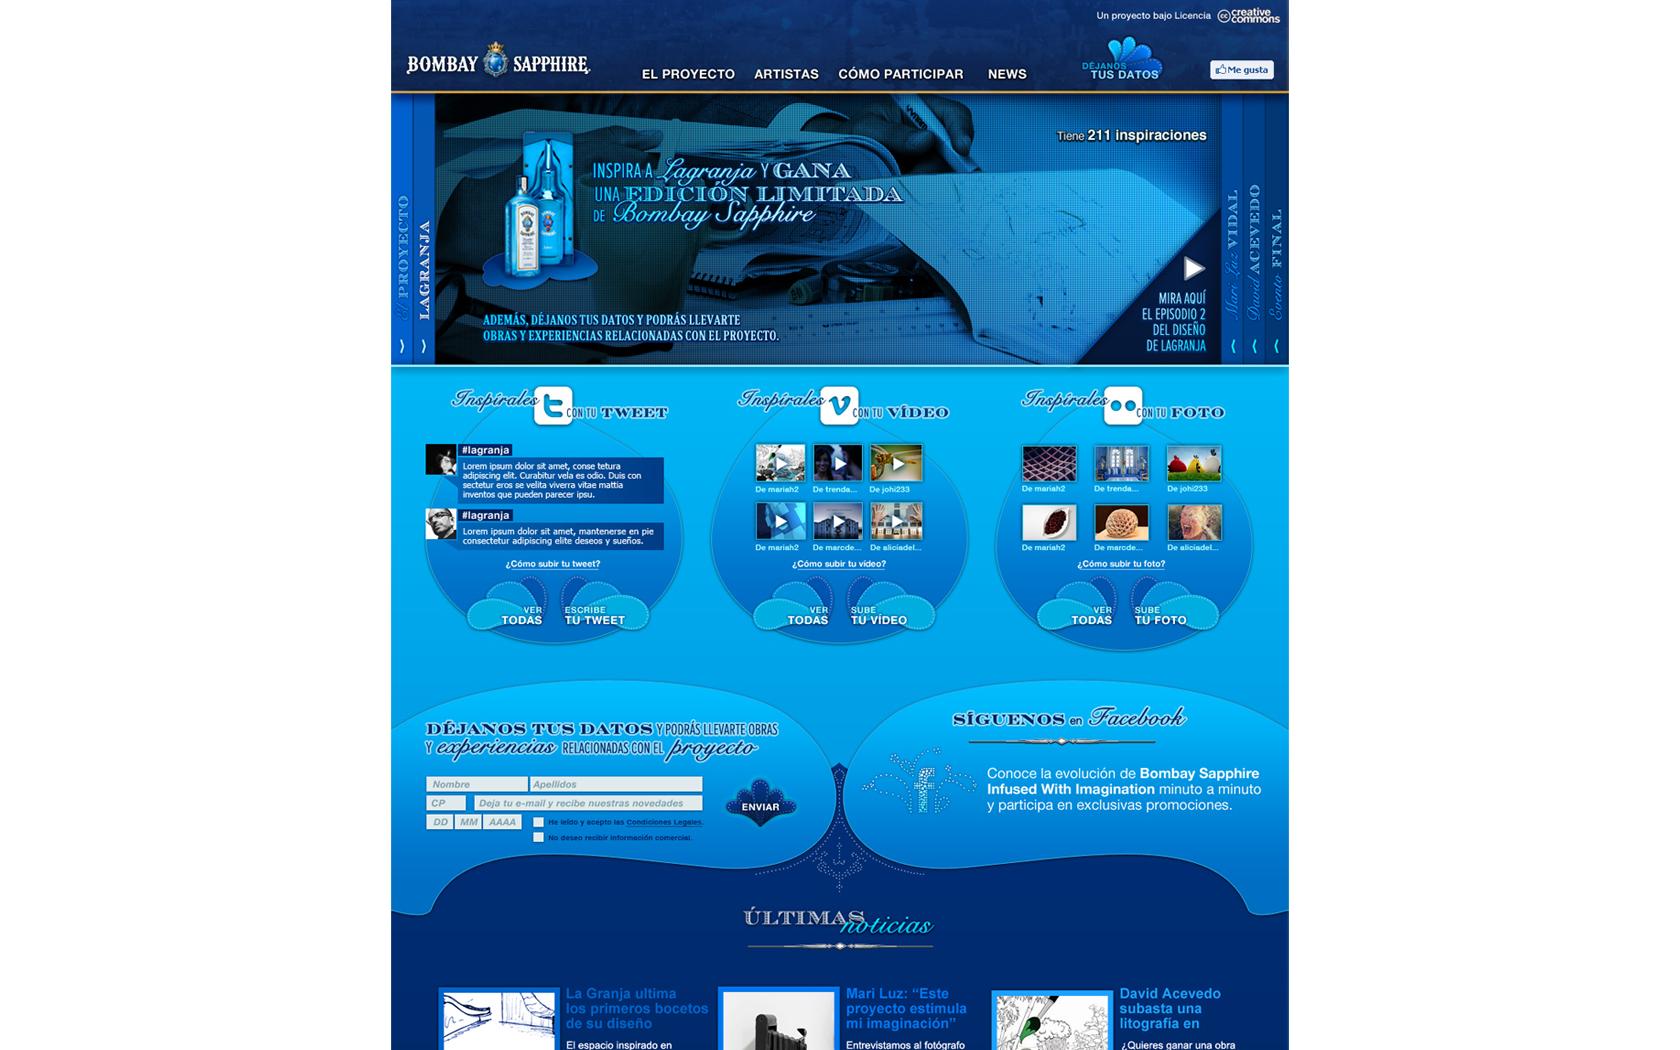 Un proyecto bajo Licencia creative commons
BOMBAY SAPPHIRE
EL PROYECTO ARTISTAS CÓMO PARTICIPAR NEWS
DÉJANOS
TUS DATOS
Me gusta
El PROYECTO
LAGRANJA
Tiene 211 inspiraciones
INSPIRA A Lagranja Y GANA
UNA EDICIÓN LIMITADA
DE Bombay Sapphire
ADEMÁS, DÉJANOS TUS DATOS Y PODRÁS LLEVARTE
OBRAS Y EXPERIENCIAS RELACIONADAS CON EL PROYECTO.
MIRA AQUÍ
EL EPISODIO 2
DEL DISEÑO
DE LAGRANJA
Mari Luz VIDAL
David ACEVEDO
Evento FINAL
Inspírales CON TU TWEET
#lagranja
Lorem ipsum dolor sit amet, conse tetura
adipiscing elit. Curabitur vela es odio. Duis con
sectetur eros se velita viverra vitae mattia
inventos que pueden parecer ipsu.
#lagranja
Lorem ipsum dolor sit amet, mantenerse en pie
consectetur adipiscing elite deseos y sueños.
¿Cómo subir tu tweet?
VER
TODAS
ESCRIBE
TU TWEET
Inspírales CON TU VÍDEO
De mariah2 De trenda... De johi233
De mariah2 De marcde... De aliciadel...
¿Cómo subir tu vídeo?
VER
TODAS
SUBE
TU VÍDEO
Inspírales CON TU FOTO
De mariah2 De trenda... De johi233
De mariah2 De marcde... De aliciadel...
¿Cómo subir tu foto?
VER
TODAS
SUBE
TU FOTO
DÉJANOS TUS DATOS Y PODRÁS LLEVARTE OBRAS
Y experiencias RELACIONADAS CON EL proyecto
Nombre Apellidos
CP Deja tu e-mail y recibe nuestras novedades
DD MM AAAA
He leído y acepto las Condiciones Legales.
No deseo recibir información comercial.
ENVIAR
SÍGUENOS en Facebook
Conoce la evolución de Bombay Sapphire
Infused With Imagination minuto a minuto
y participa en exclusivas promociones.
ÚLTIMAS noticias
La Granja ultima
los primeros bocetos
de su diseño
El espacio inspirado en
Mari Luz: “Este
proyecto estimula
mi imaginación”
Entrevistamos al fotógrafo
David Acevedo
subasta una
litografía en
¿Quieres ganar una obra